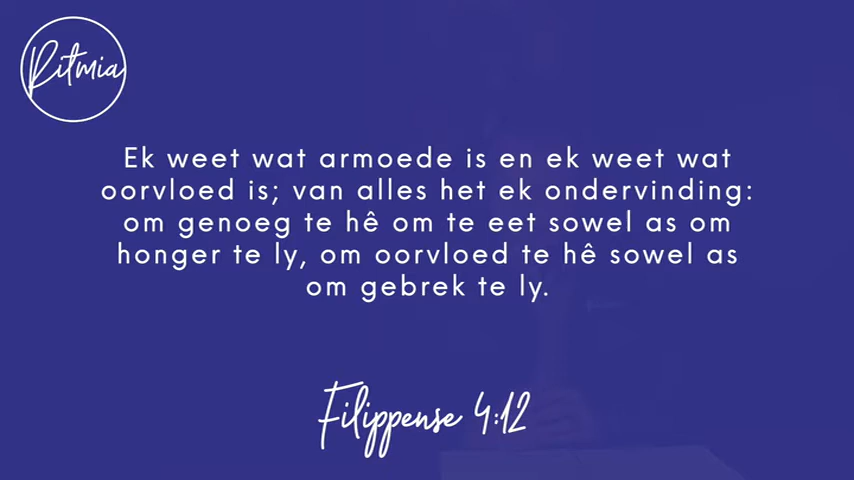 Ritmia
Ek weet wat armoede is en ek weet wat
oorvloed is; van alles het ek ondervinding:
om genoeg te hê om te eet sowel as om
honger te ly, om oorvloed te hê sowel as
om gebrek te ly.
Filippense 4:12